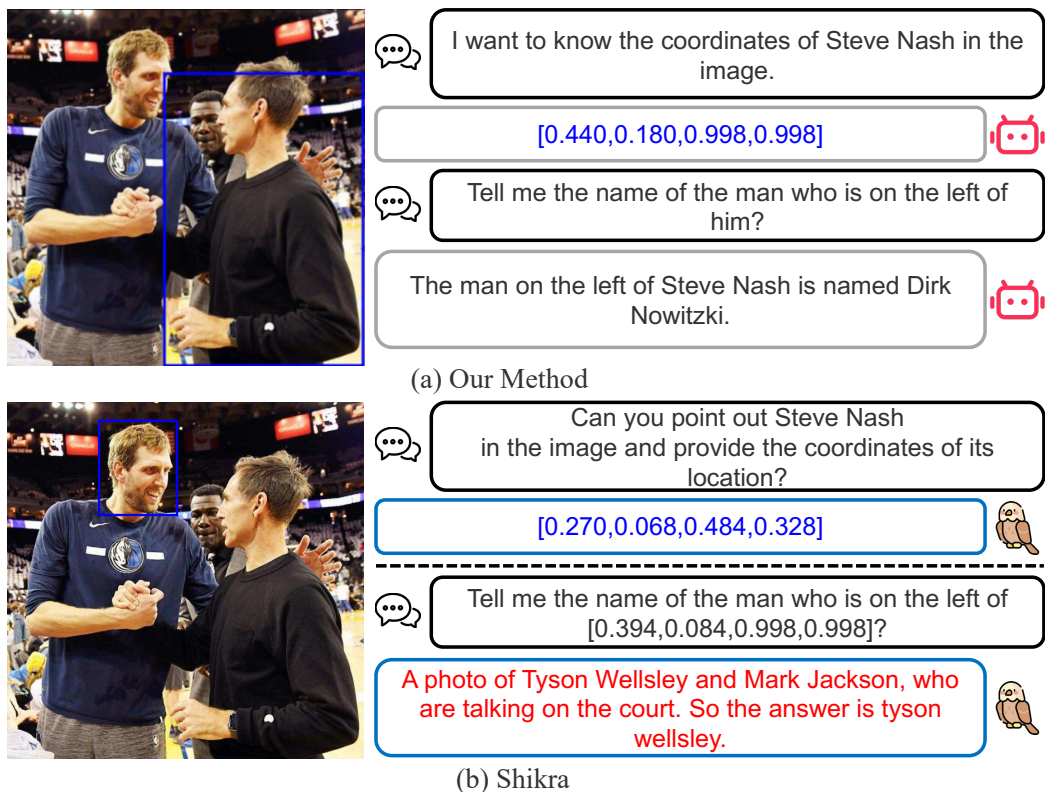 I want to know the coordinates of Steve Nash in the
image.
[0.440,0.180,0.998,0.998]
Tell me the name of the man who is on the left of
him?
The man on the left of Steve Nash is named Dirk
Nowitzki.
(a) Our Method
Can you point out Steve Nash
in the image and provide the coordinates of its
location?
[0.270,0.068,0.484,0.328]
Tell me the name of the man who is on the left of
[0.394,0.084,0.998,0.998]?
A photo of Tyson Wellsley and Mark Jackson, who
are talking on the court. So the answer is tyson
wellsley.
(b) Shikra